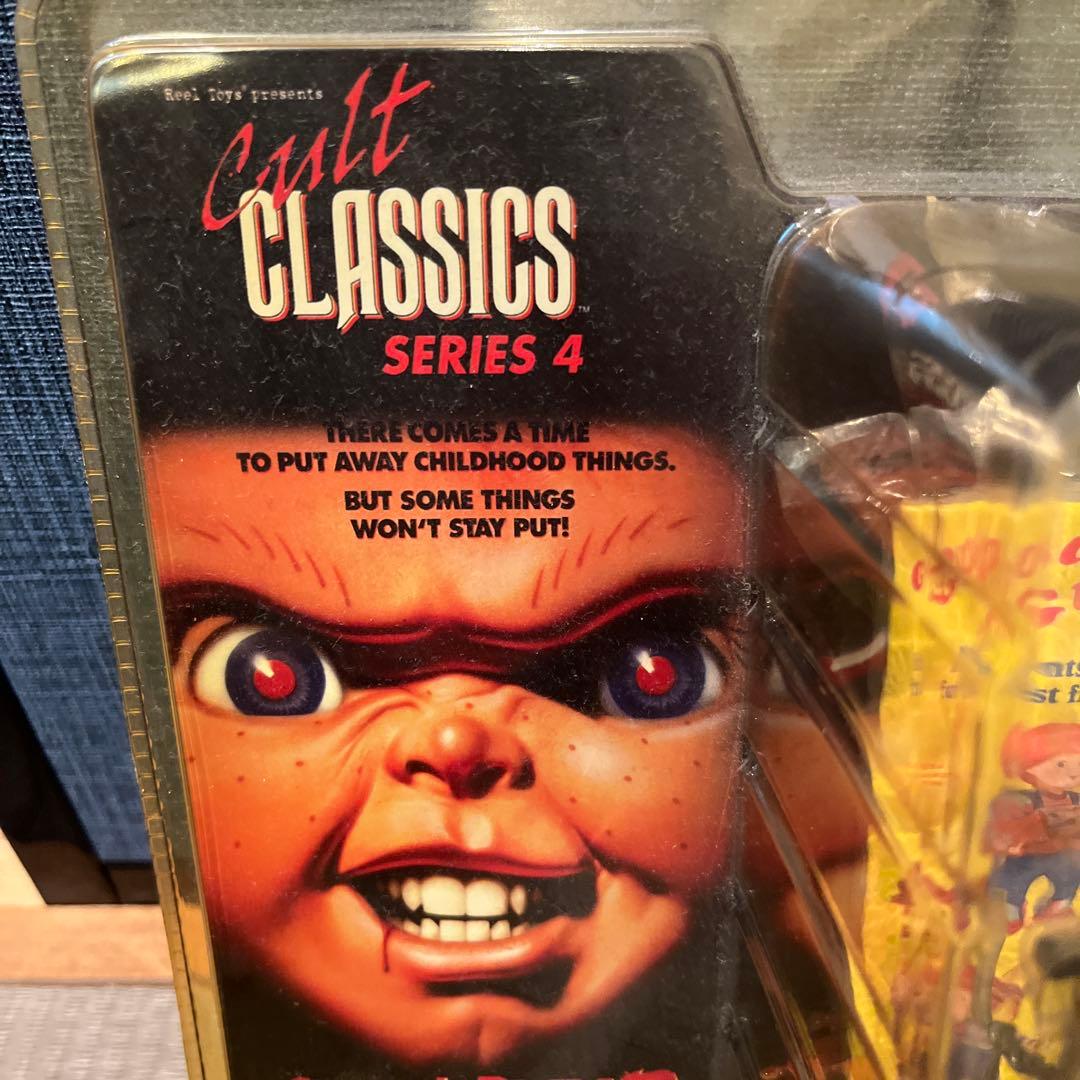 Reel Toys presents
Cult
CLASSICS™
SERIES 4
THERE COMES A TIME
TO PUT AWAY CHILDHOOD THINGS.
BUT SOME THINGS
WON'T STAY PUT!